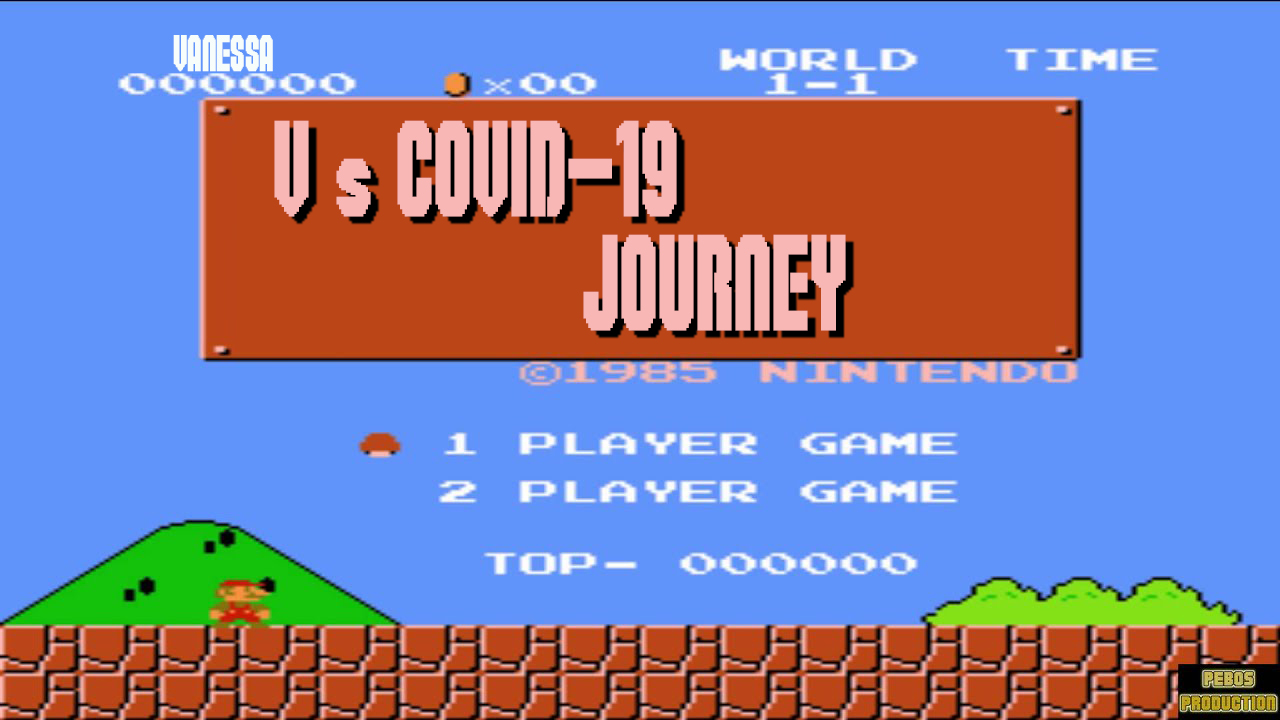 VANESSA
WORLD TIME
000000 ×00 1-1
V s COVID-19
JOURNEY
©1985 NINTENDO
1 PLAYER GAME
2 PLAYER GAME
TOP- 000000
PEBOS
PRODUCTION